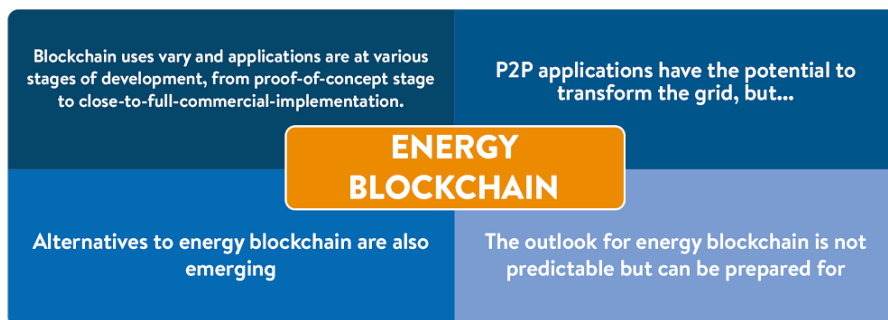 Blockchain uses vary and applications are at various
stages of development, from proof-of-concept stage
to close-to-full-commercial-implementation.
P2P applications have the potential to
transform the grid, but...
ENERGY
BLOCKCHAIN
Alternatives to energy blockchain are also
emerging
The outlook for energy blockchain is not
predictable but can be prepared for